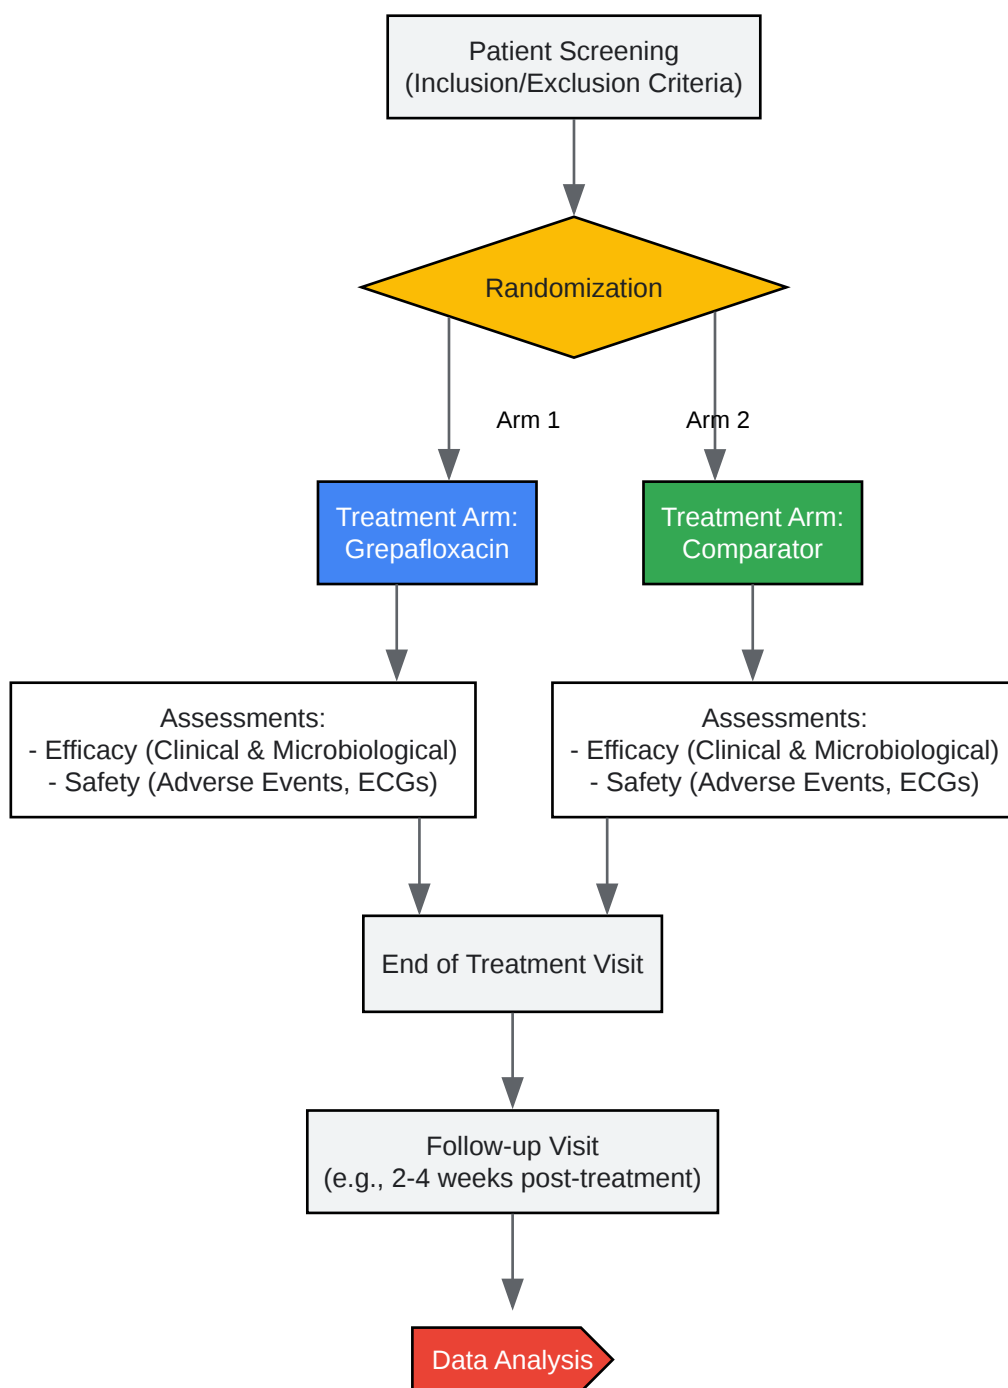 Patient Screening
(Inclusion/Exclusion Criteria)
Randomization
Arm 1
Arm 2
Treatment Arm:
Grepafloxacin
Treatment Arm:
Comparator
Assessments:
- Efficacy (Clinical & Microbiological)
- Safety (Adverse Events, ECGs)
Assessments:
- Efficacy (Clinical & Microbiological)
- Safety (Adverse Events, ECGs)
End of Treatment Visit
Follow-up Visit
(e.g., 2-4 weeks post-treatment)
Data Analysis